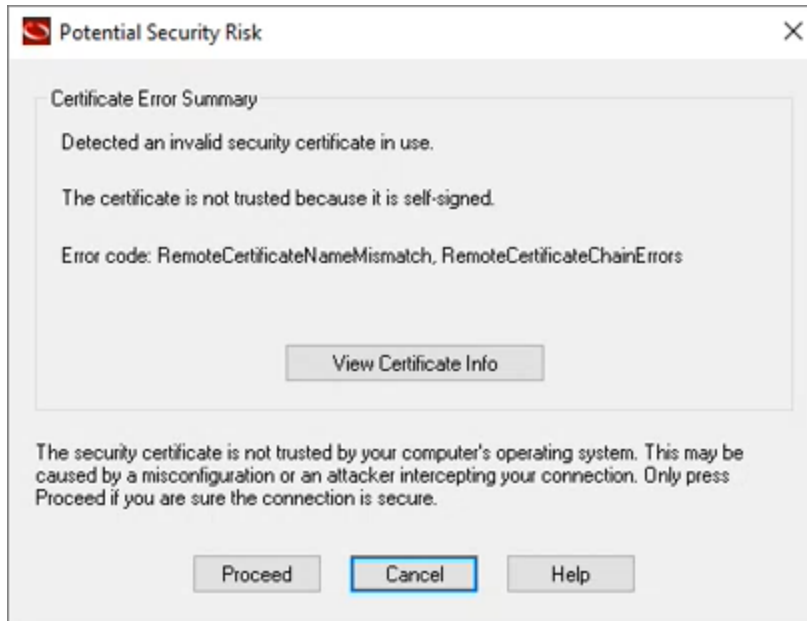 Potential Security Risk
Certificate Error Summary
Detected an invalid security certificate in use.
The certificate is not trusted because it is self-signed.
Error code: RemoteCertificateNameMismatch, RemoteCertificateChainErrors
View Certificate Info
The security certificate is not trusted by your computer's operating system. This may be
caused by a misconfiguration or an attacker intercepting your connection. Only press
Proceed if you are sure the connection is secure.
Proceed Cancel Help